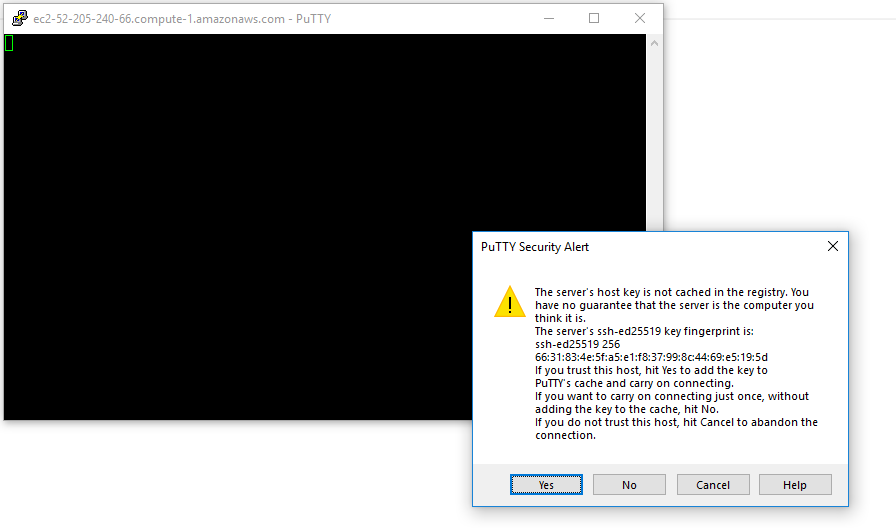 ec2-52-205-240-66.compute-1.amazonaws.com - PuTTY
PuTTY Security Alert
The server's host key is not cached in the registry. You
have no guarantee that the server is the computer you
think it is.
The server's ssh-ed25519 key fingerprint is:
ssh-ed25519 256
66:31:83:4e:5f:a5:e1:f8:37:99:8c:44:69:e5:19:5d
If you trust this host, hit Yes to add the key to
PuTTY's cache and carry on connecting.
If you want to carry on connecting just once, without
adding the key to the cache, hit No.
If you do not trust this host, hit Cancel to abandon the
connection.
Yes
No
Cancel
Help